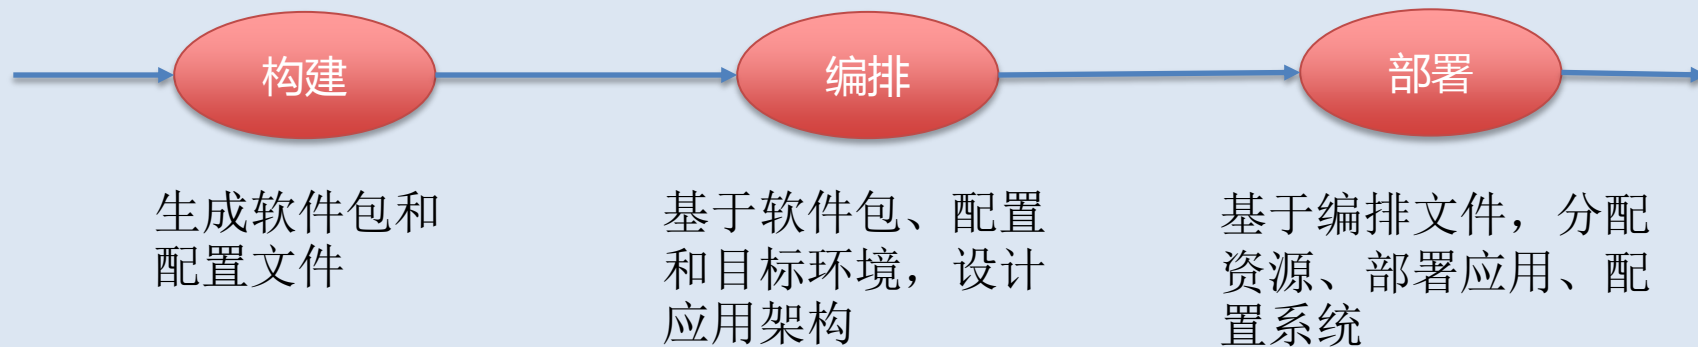 构建
编排
部署
生成软件包和
配置文件
基于软件包、配置
和目标环境，设计
应用架构
基于编排文件，分配
资源、部署应用、配
置系统